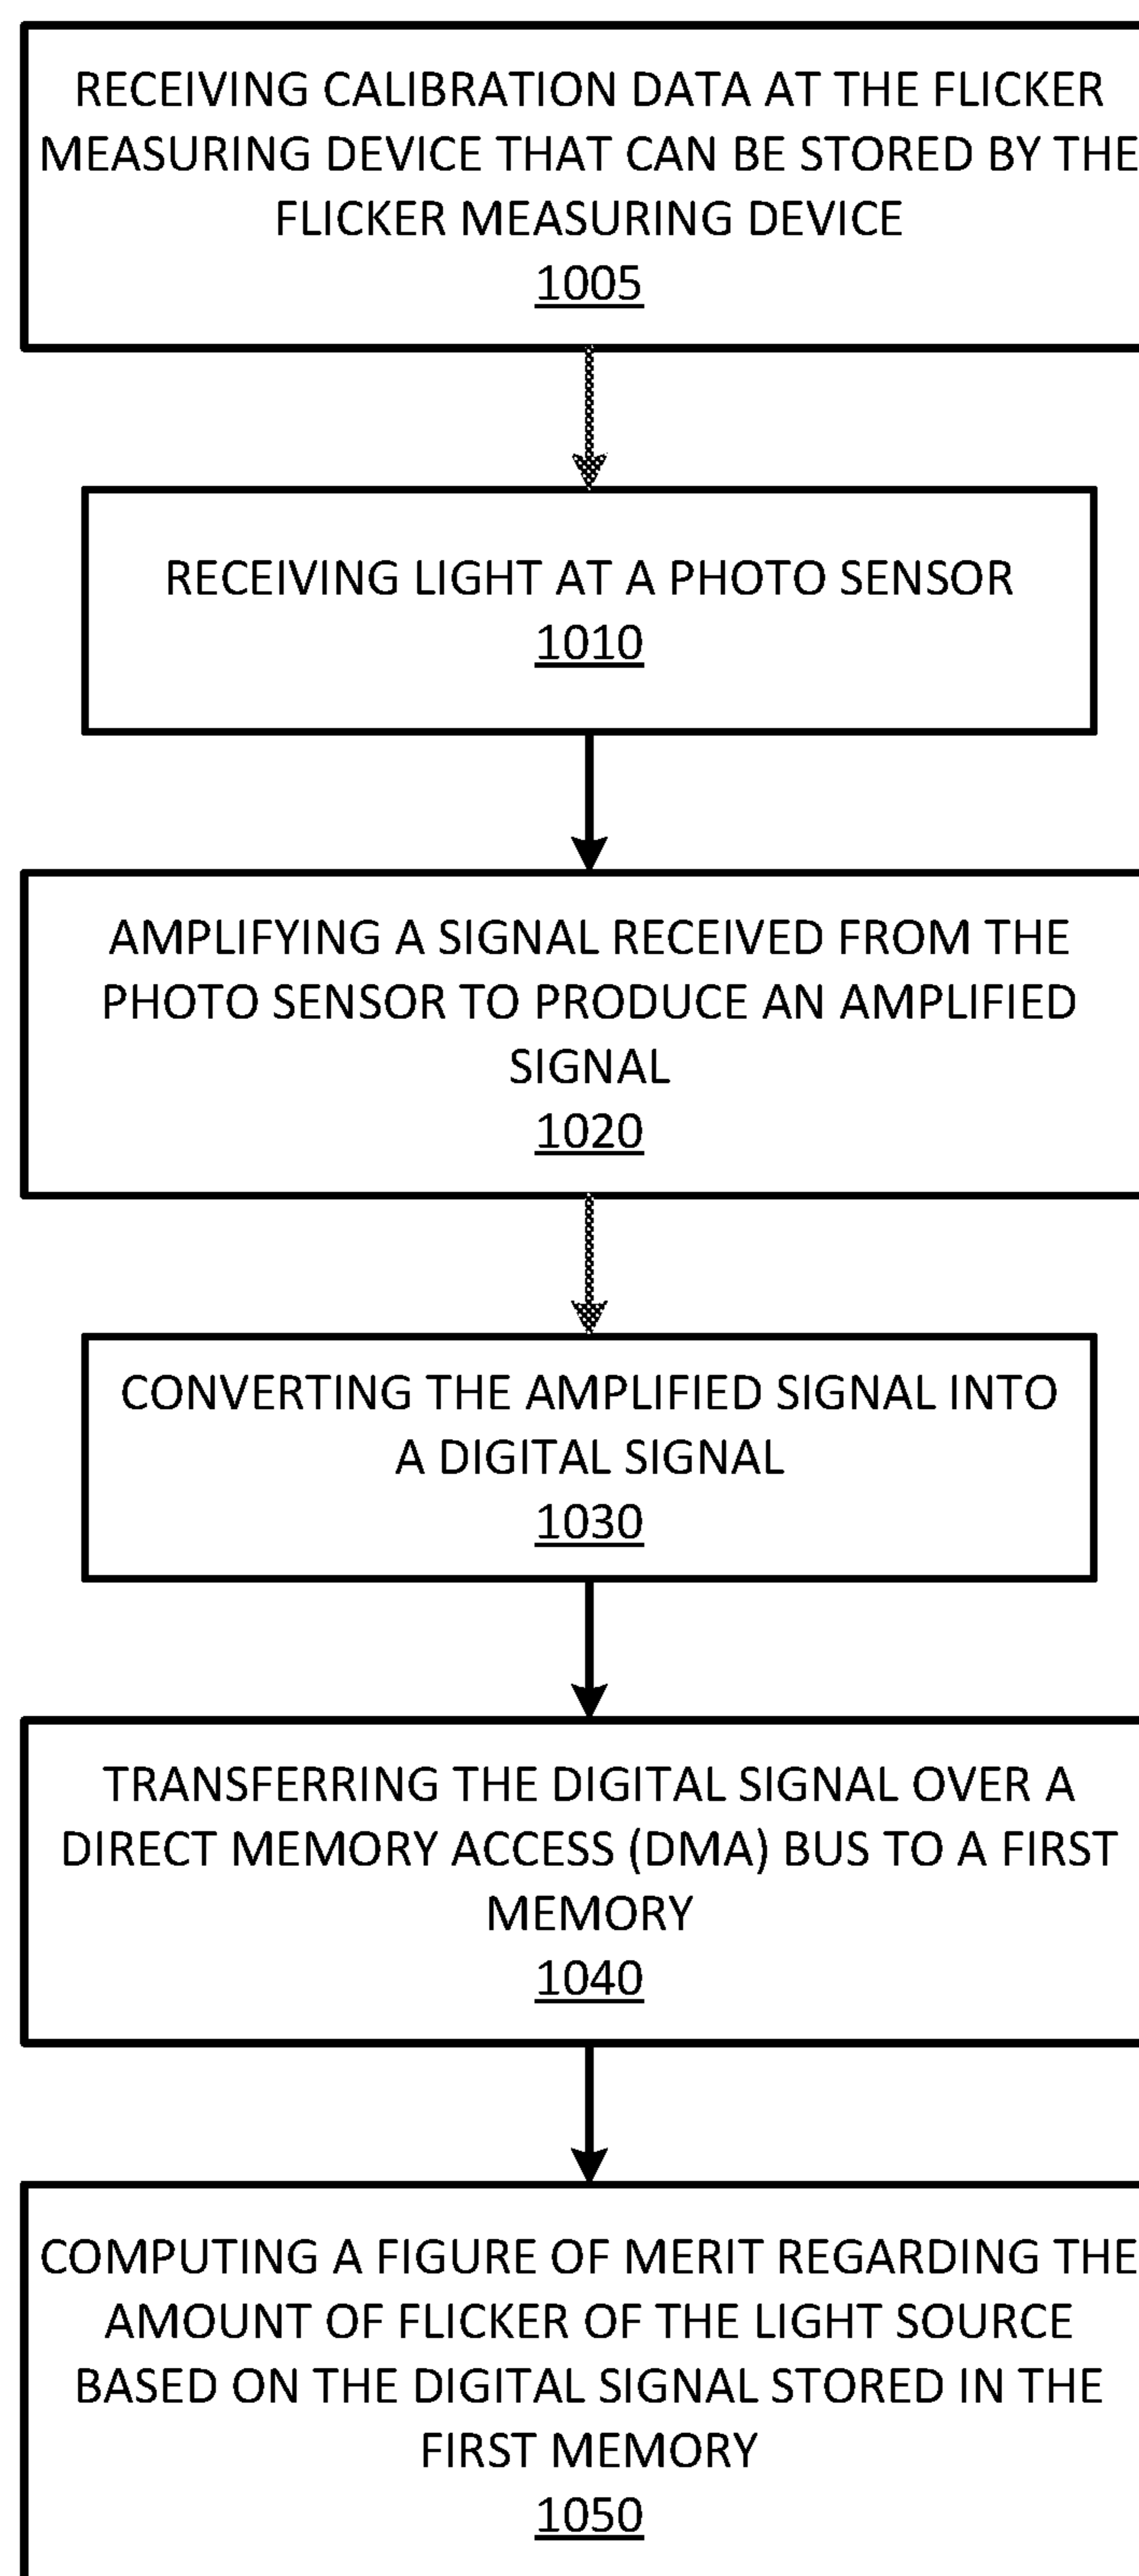 RECEIVING CALIBRATION DATA AT THE FLICKER
MEASURING DEVICE THAT CAN BE STORED BY THE
FLICKER MEASURING DEVICE
1005
RECEIVING LIGHT AT A PHOTO SENSOR
1010
AMPLIFYING A SIGNAL RECEIVED FROM THE
PHOTO SENSOR TO PRODUCE AN AMPLIFIED
SIGNAL
1020
CONVERTING THE AMPLIFIED SIGNAL INTO
A DIGITAL SIGNAL
1030
TRANSFERRING THE DIGITAL SIGNAL OVER A
DIRECT MEMORY ACCESS (DMA) BUS TO A FIRST
MEMORY
1040
COMPUTING A FIGURE OF MERIT REGARDING THE
AMOUNT OF FLICKER OF THE LIGHT SOURCE
BASED ON THE DIGITAL SIGNAL STORED IN THE
FIRST MEMORY
1050